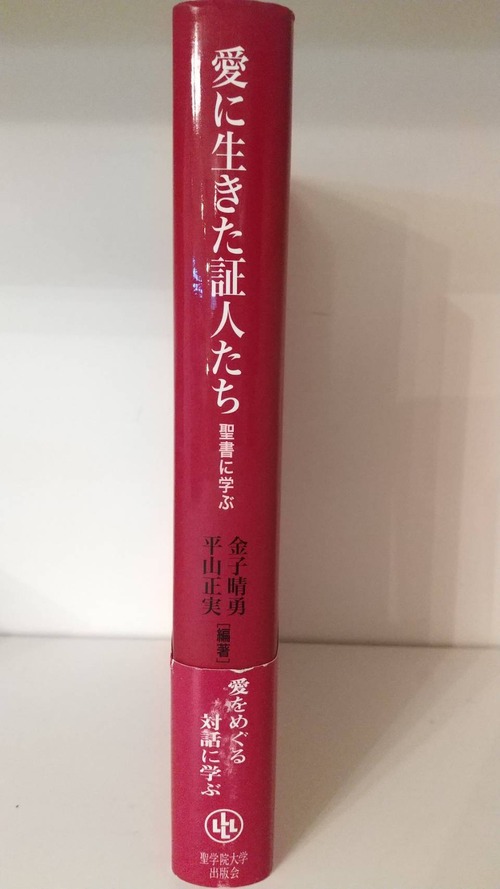 愛に生きた証人たち
聖書に学ぶ
金子晴勇
平山正実
[編著]
愛をめぐる
対話に学ぶ
聖学院大学
出版会